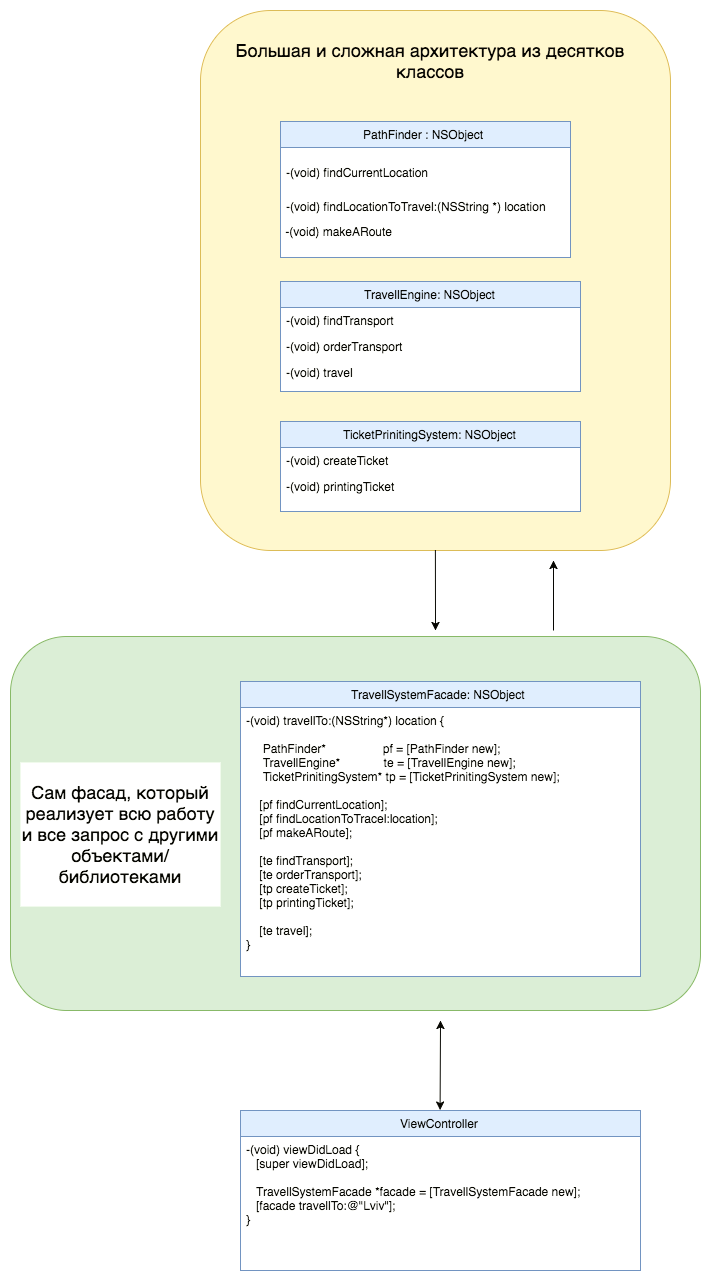 Большая и сложная архитектура из десятков
классов
PathFinder : NSObject
-(void) findCurrentLocation
-(void) findLocationToTravel:(NSString *) location
-(void) makeARoute
TravellEngine: NSObject
-(void) findTransport
-(void) orderTransport
-(void) travel
TicketPrinitingSystem: NSObject
-(void) createTicket
-(void) printingTicket
TravellSystemFacade: NSObject
-(void) travellTo:(NSString*) location {
PathFinder* pf = [PathFinder new];
TravellEngine* te = [TravellEngine new];
TicketPrinitingSystem* tp = [TicketPrinitingSystem new];
[pf findCurrentLocation];
[pf findLocationToTracel:location];
[pf makeARoute];
[te findTransport];
[te orderTransport];
[tp createTicket];
[tp printingTicket];
[te travel];
}
Сам фасад, который
реализует всю работу
и все запрос с другими
объектами/
библиотеками
ViewController
-(void) viewDidLoad {
[super viewDidLoad];
TravellSystemFacade *facade = [TravellSystemFacade new];
[facade travellTo:@"Lviv"];
}